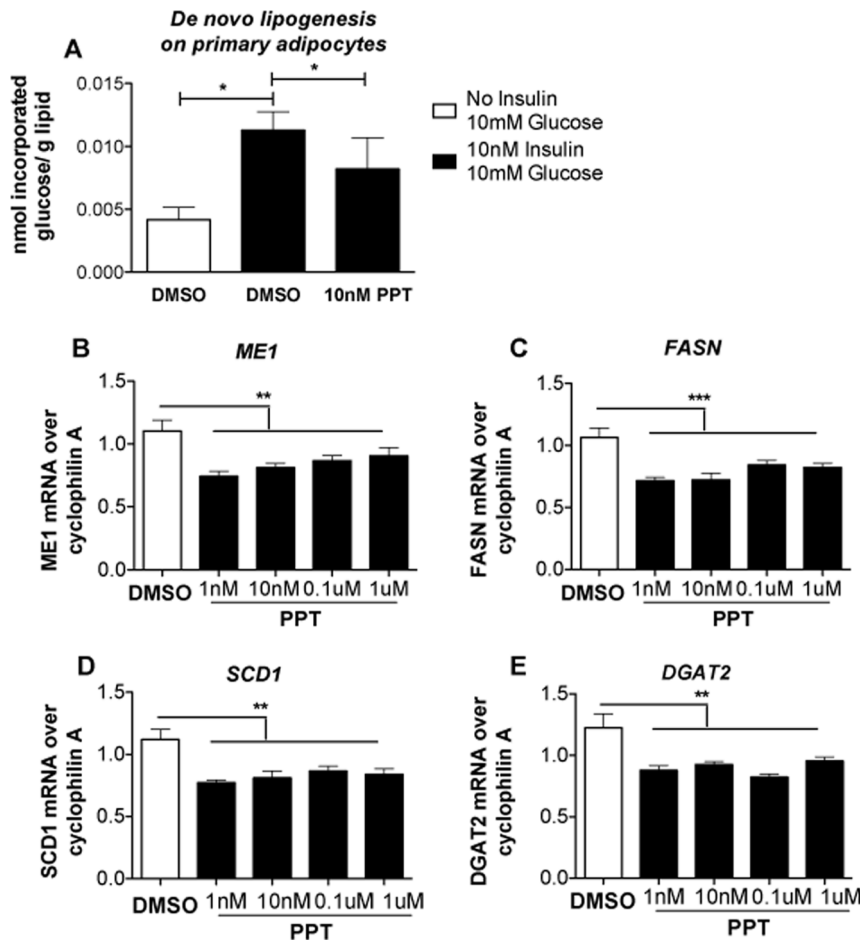 De novo lipogenesis
on primary adipocytes
A
nmol incorporated
glucose/ g lipid
0.015
0.010
0.005
0.000
*
*
DMSO
DMSO
10nM PPT
No Insulin
10mM Glucose
10nM Insulin
10mM Glucose
B
ME1
ME1 mRNA over
cyclophilin A
1.5
1.0
0.5
0.0
**
DMSO
1nM
10nM
0.1uM
1uM
PPT
C
FASN
FASN mRNA over
cyclophilin A
1.5
1.0
0.5
0.0
***
DMSO
1nM
10nM
0.1uM
1uM
PPT
D
SCD1
SCD1 mRNA over
cyclophilin A
1.5
1.0
0.5
0.0
**
DMSO
1nM
10nM
0.1uM
1uM
PPT
E
DGAT2
DGAT2 mRNA over
cyclophilin A
1.5
1.0
0.5
0.0
**
DMSO
1nM
10nM
0.1uM
1uM
PPT